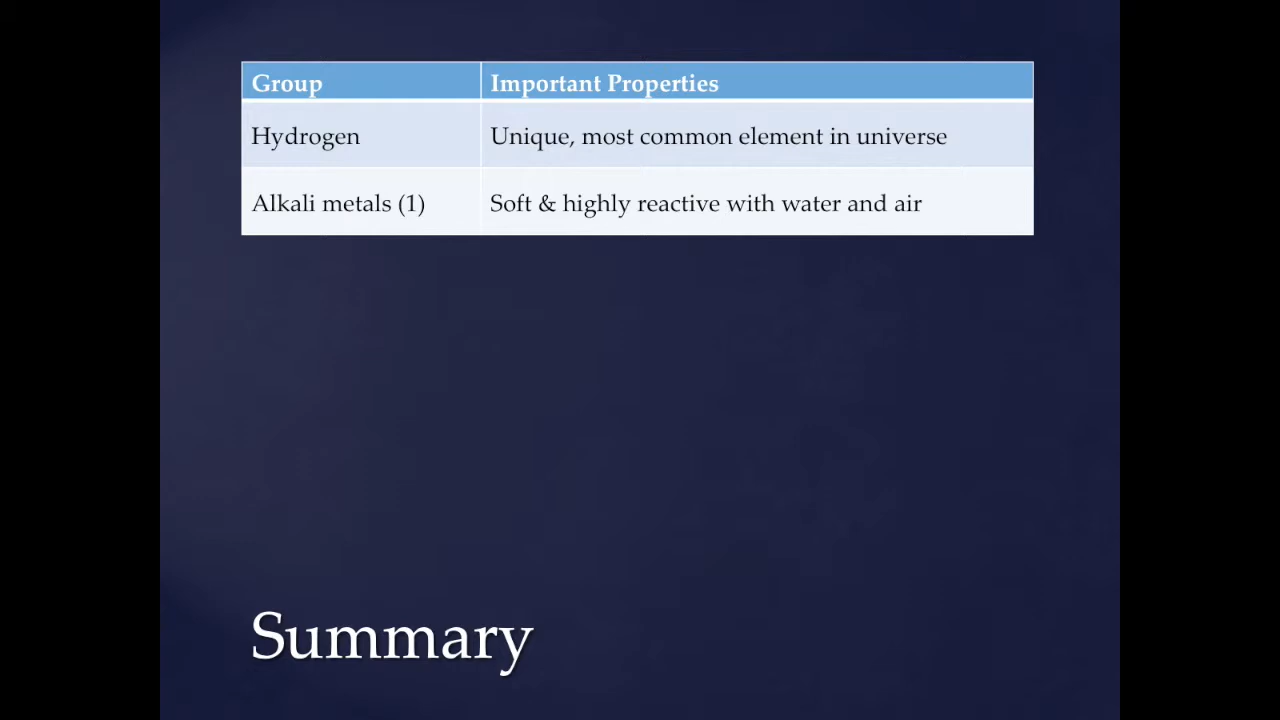 Group Important Properties
Hydrogen Unique, most common element in universe
Alkali metals (1) Soft & highly reactive with water and air
Summary